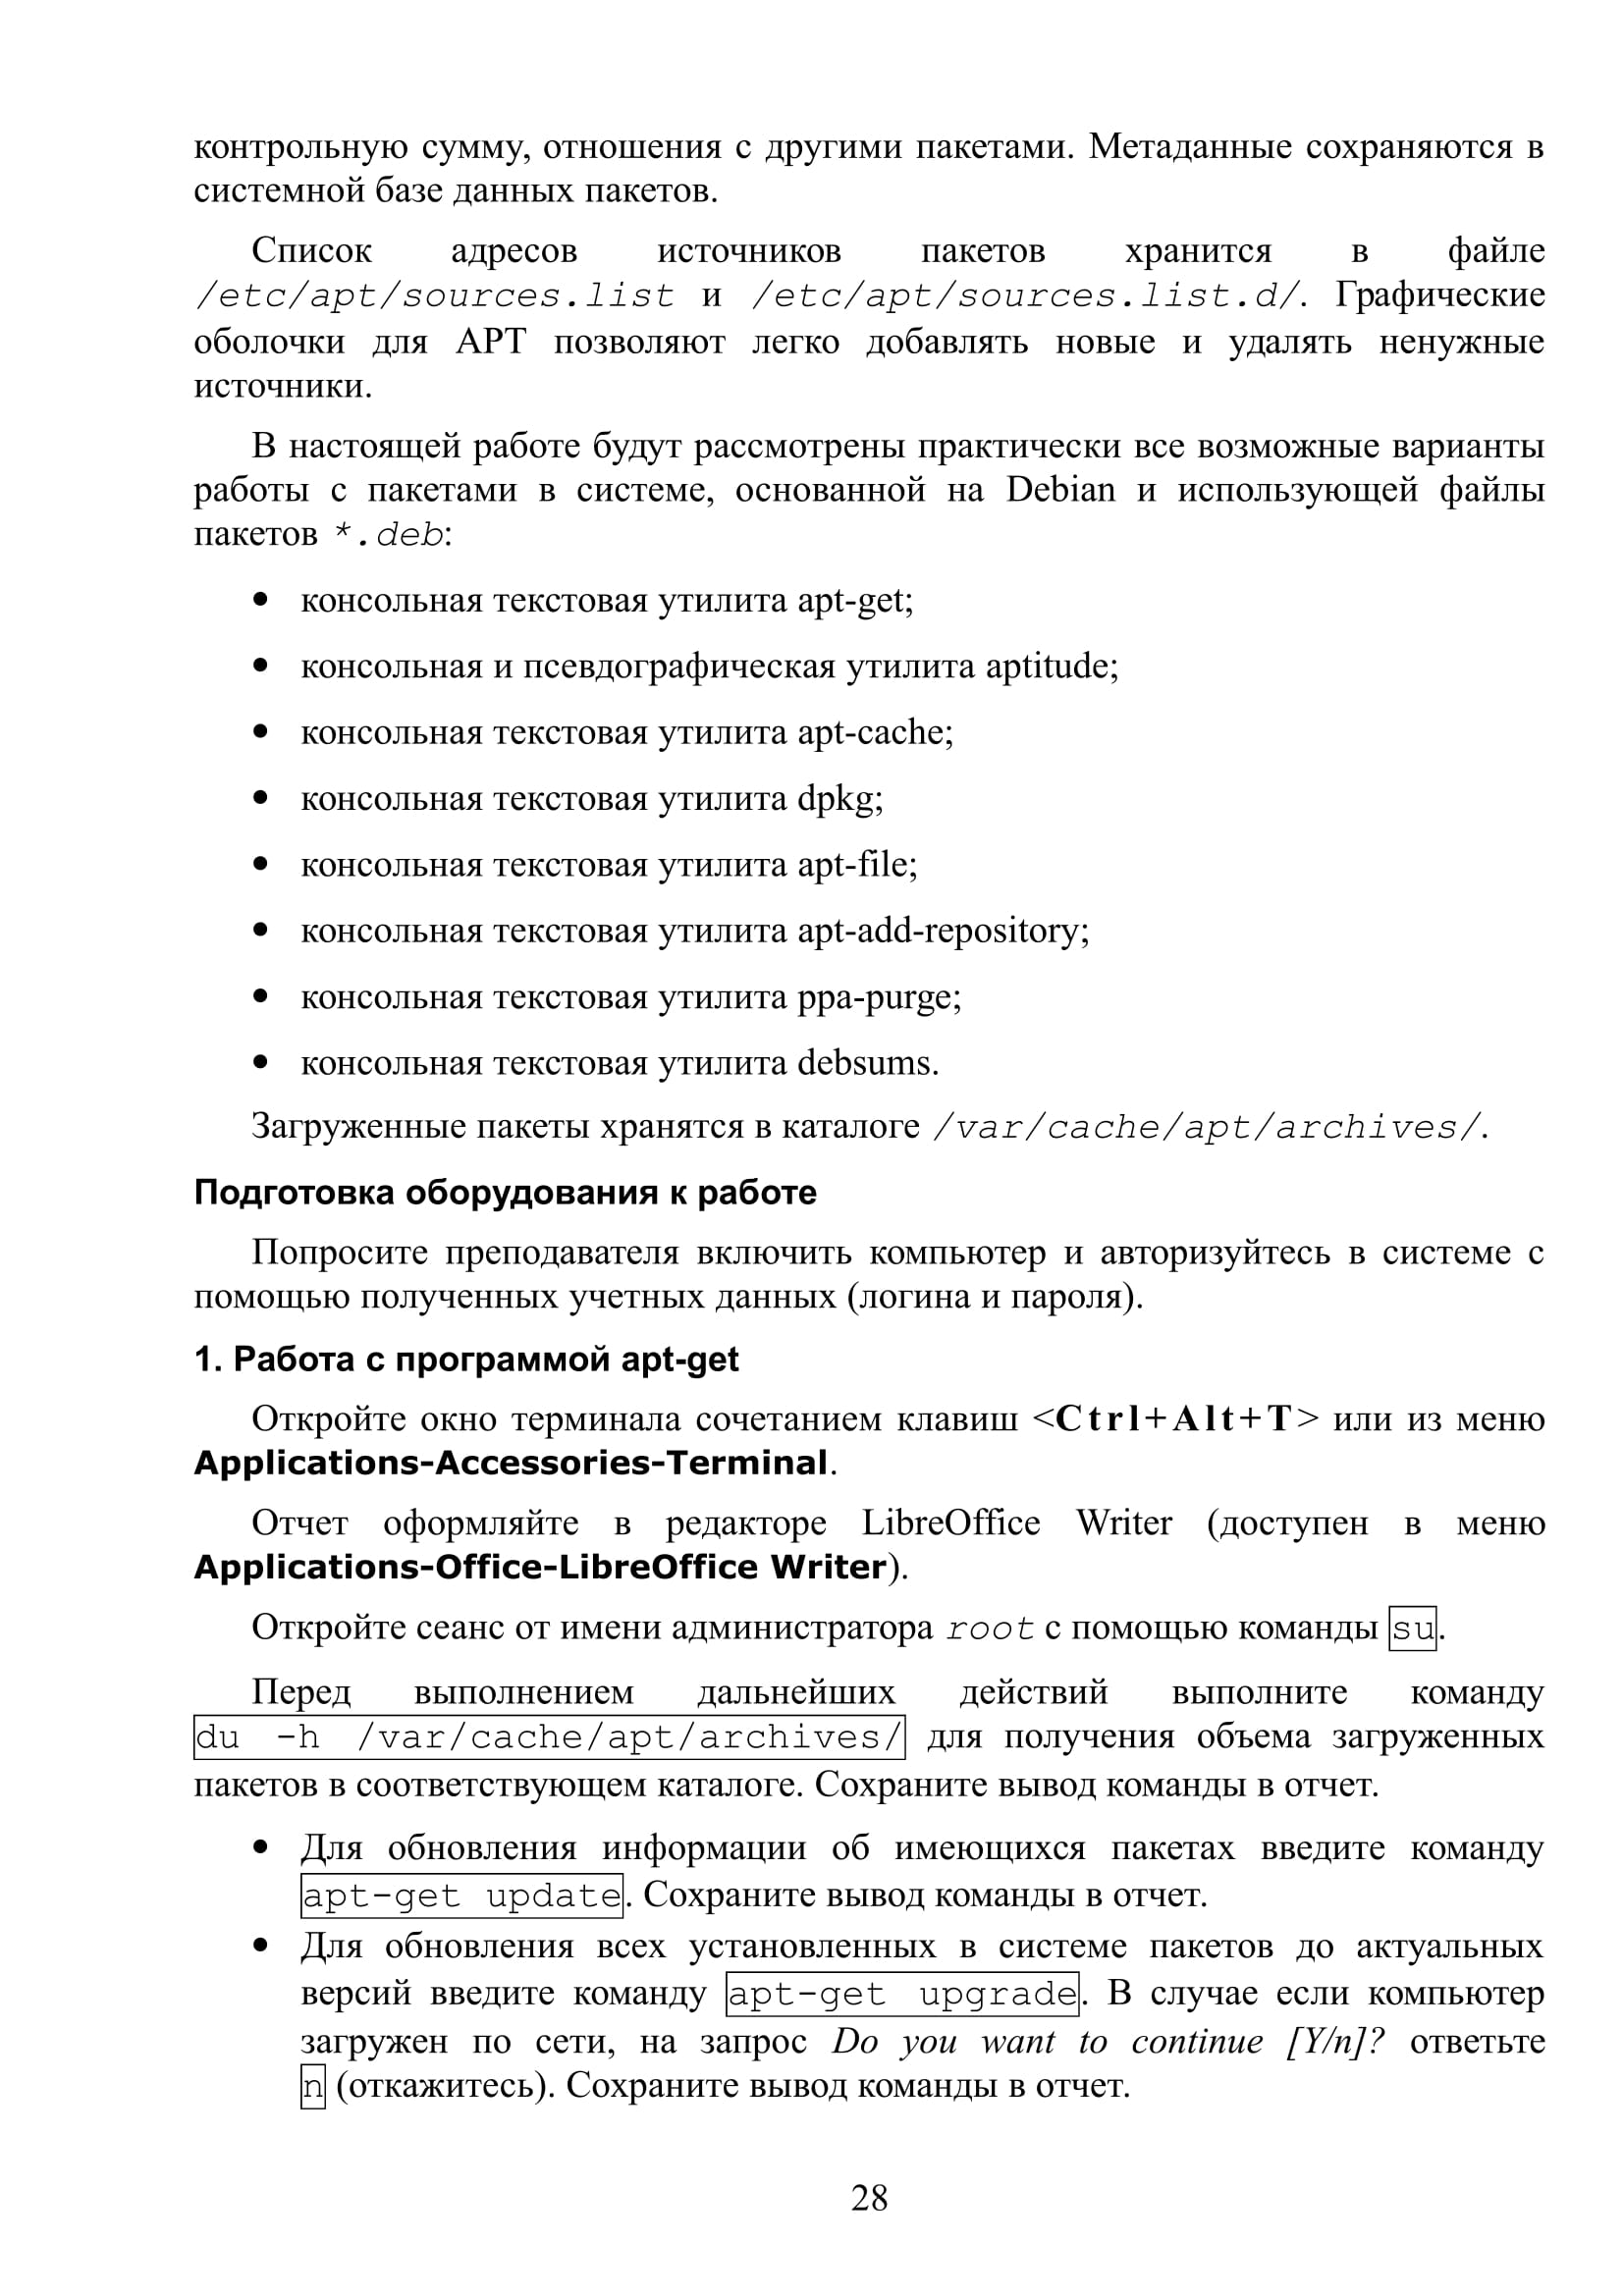 контрольную сумму, отношения с другими пакетами. Метаданные сохраняются в
системной базе данных пакетов.
Список адресов источников пакетов хранится в файле
/etc/apt/sources.list и /etc/apt/sources.list.d/. Графические
оболочки для APT позволяют легко добавлять новые и удалять ненужные
источники.
В настоящей работе будут рассмотрены практически все возможные варианты
работы с пакетами в системе, основанной на Debian и использующей файлы
пакетов *.deb:
• консольная текстовая утилита apt-get;
• консольная и псевдографическая утилита aptitude;
• консольная текстовая утилита apt-cache;
• консольная текстовая утилита dpkg;
• консольная текстовая утилита apt-file;
• консольная текстовая утилита apt-add-repository;
• консольная текстовая утилита ppa-purge;
• консольная текстовая утилита debsums.
Загруженные пакеты хранятся в каталоге /var/cache/apt/archives/.
Подготовка оборудования к работе
Попросите преподавателя включить компьютер и авторизуйтесь в системе с
помощью полученных учетных данных (логина и пароля).
1. Работа с программой apt-get
Откройте окно терминала сочетанием клавиш <Ctrl+Alt+T> или из меню
Applications-Accessories-Terminal.
Отчет оформляйте в редакторе LibreOffice Writer (доступен в меню
Applications-Office-LibreOffice Writer).
Откройте сеанс от имени администратора root с помощью команды su.
Перед выполнением дальнейших действий выполните команду
du -h /var/cache/apt/archives/ для получения объема загруженных
пакетов в соответствующем каталоге. Сохраните вывод команды в отчет.
• Для обновления информации об имеющихся пакетах введите команду
apt-get update. Сохраните вывод команды в отчет.
• Для обновления всех установленных в системе пакетов до актуальных
версий введите команду apt-get upgrade. В случае если компьютер
загружен по сети, на запрос Do you want to continue [Y/n]? ответьте
n (откажитесь). Сохраните вывод команды в отчет.
28